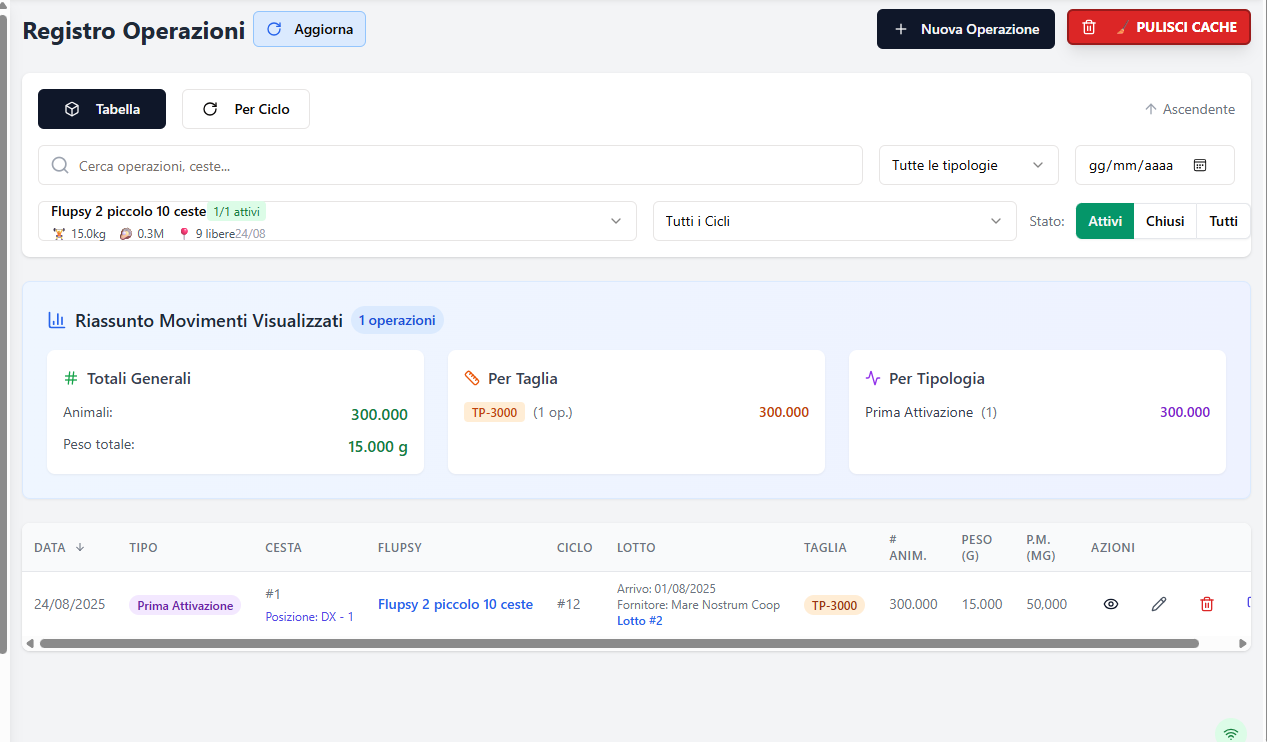 Registro Operazioni
Aggiorna
Nuova Operazione
PULISCI CACHE
Tabella
Per Ciclo
Ascendente
Cerca operazioni, ceste...
Tutte le tipologie
gg/mm/aaaa
Flupsy 2 piccolo 10 ceste 1/1 attivi
15.0kg 0.3M 9 libere24/08
Tutti i Cicli
Stato:
Attivi
Chiusi
Tutti
Riassunto Movimenti Visualizzati 1 operazioni
Totali Generali
Animali: 300.000
Peso totale: 15.000 g
Per Taglia
TP-3000 (1 op.) 300.000
Per Tipologia
Prima Attivazione (1) 300.000
DATA TIPO CESTA FLUPSY CICLO LOTTO TAGLIA # ANIM. PESO (G) P.M. (MG) AZIONI
24/08/2025
Prima Attivazione
#1
Posizione: DX - 1
Flupsy 2 piccolo 10 ceste
#12
Arrivo: 01/08/2025
Fornitore: Mare Nostrum Coop
Lotto #2
TP-3000
300.000
15.000
50,000